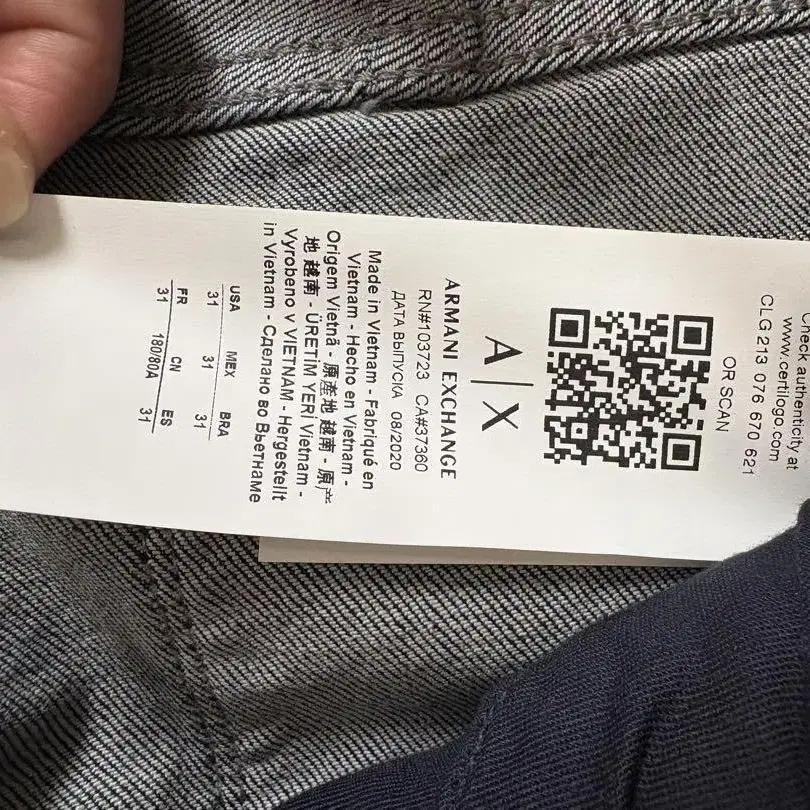 Check authenticity at
www.certilogo.com
CLG 213 076 670 621
OR SCAN
A|X
ARMANI EXCHANGE
RN#103723 CA#37360
ДАТА ВЫПУСКА 08/2020
Made in Vietnam - Fabriqué en
Vietnam - Hecho en Vietnam -
Origem Vietnã - 原產地 越南 - 原产
地 越南 - ÜRETİM YERİ Vietnam -
Vyrobeno v VIETNAM - Hergestellt
in Vietnam - Сделано во Вьетнаме
USA MEX BRA
31 31 31
FR CN ES
31 180/80A 31